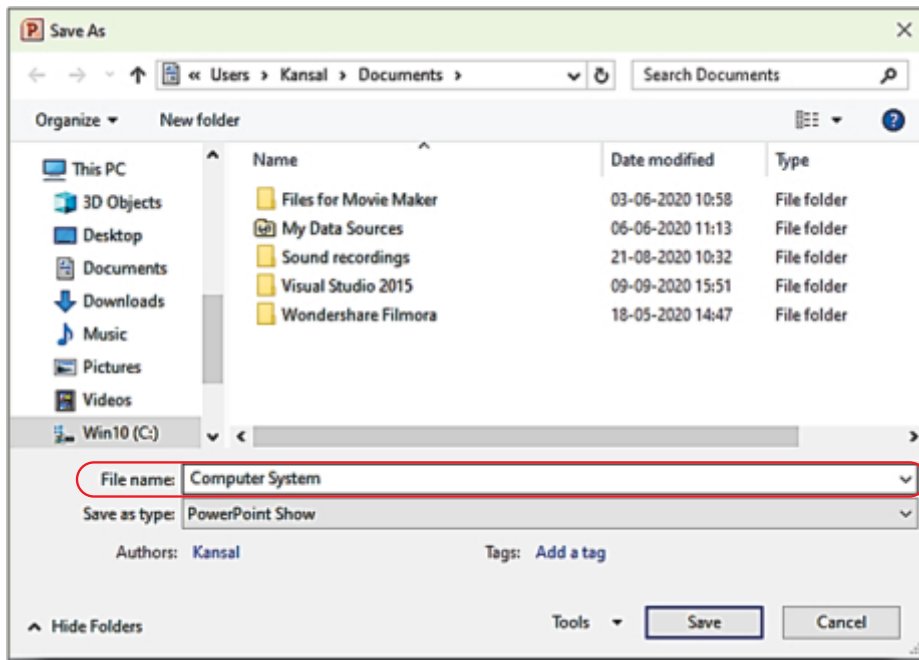 Save As
« Users › Kansal › Documents ›
Search Documents
Organize
New folder
This PC
3D Objects
Desktop
Documents
Downloads
Music
Pictures
Videos
Win10 (C:)
Name Date modified Type
Files for Movie Maker 03-06-2020 10:58 File folder
My Data Sources 06-06-2020 11:13 File folder
Sound recordings 21-08-2020 10:32 File folder
Visual Studio 2015 09-09-2020 15:51 File folder
Wondershare Filmora 18-05-2020 14:47 File folder
File name: Computer System
Save as type: PowerPoint Show
Authors: Kansal Tags: Add a tag
Hide Folders Tools Save Cancel